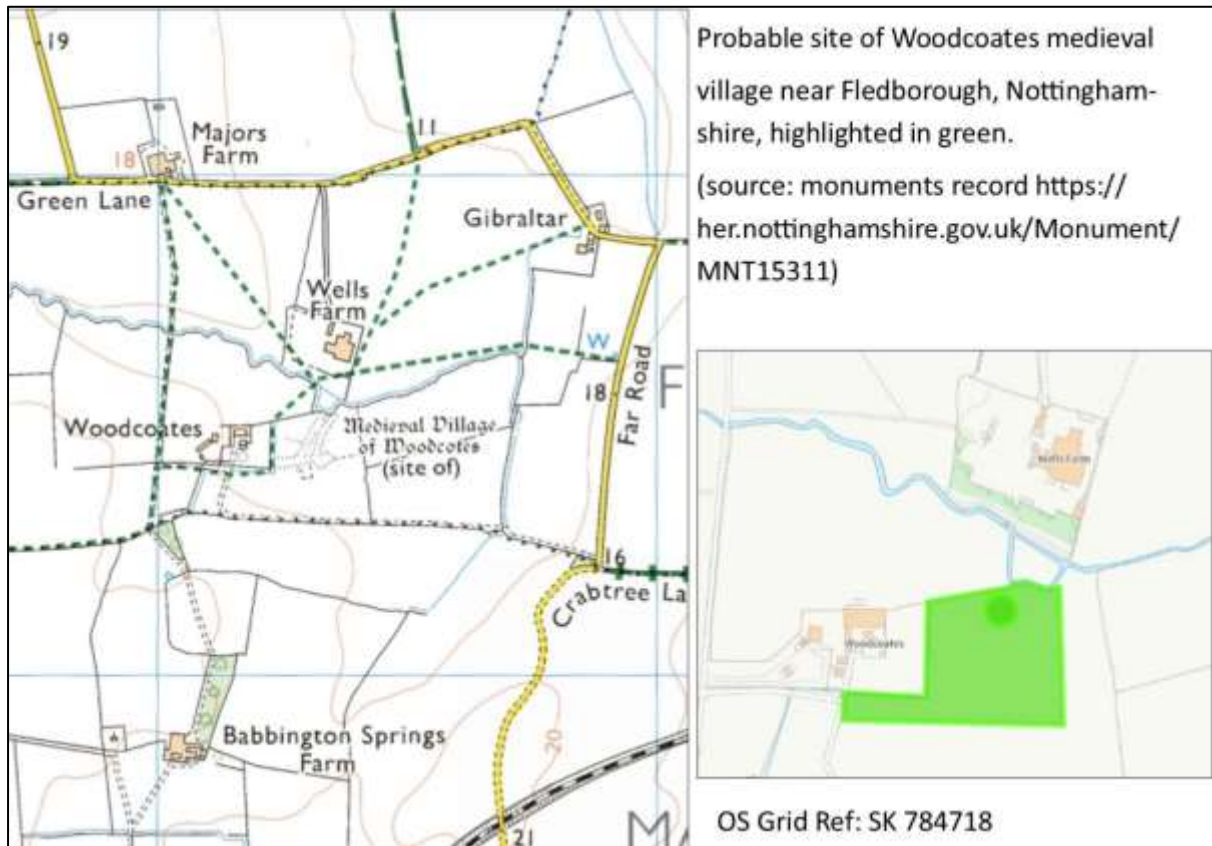 19
11
Majors
Farm
18
Green Lane
Gibraltar
Wells
Farm
W
F
Far Road
18
Woodcoates
Medieval Village
of Woodcotes
(site of)
16
Crabtree La
Babbington Springs
Farm
20
21
MA
Probable site of Woodcoates medieval
village near Fledborough, Nottingham-
shire, highlighted in green.
(source: monuments record https://
her.nottinghamshire.gov.uk/Monument/
MNT15311)
Woodcoates
OS Grid Ref: SK 784718